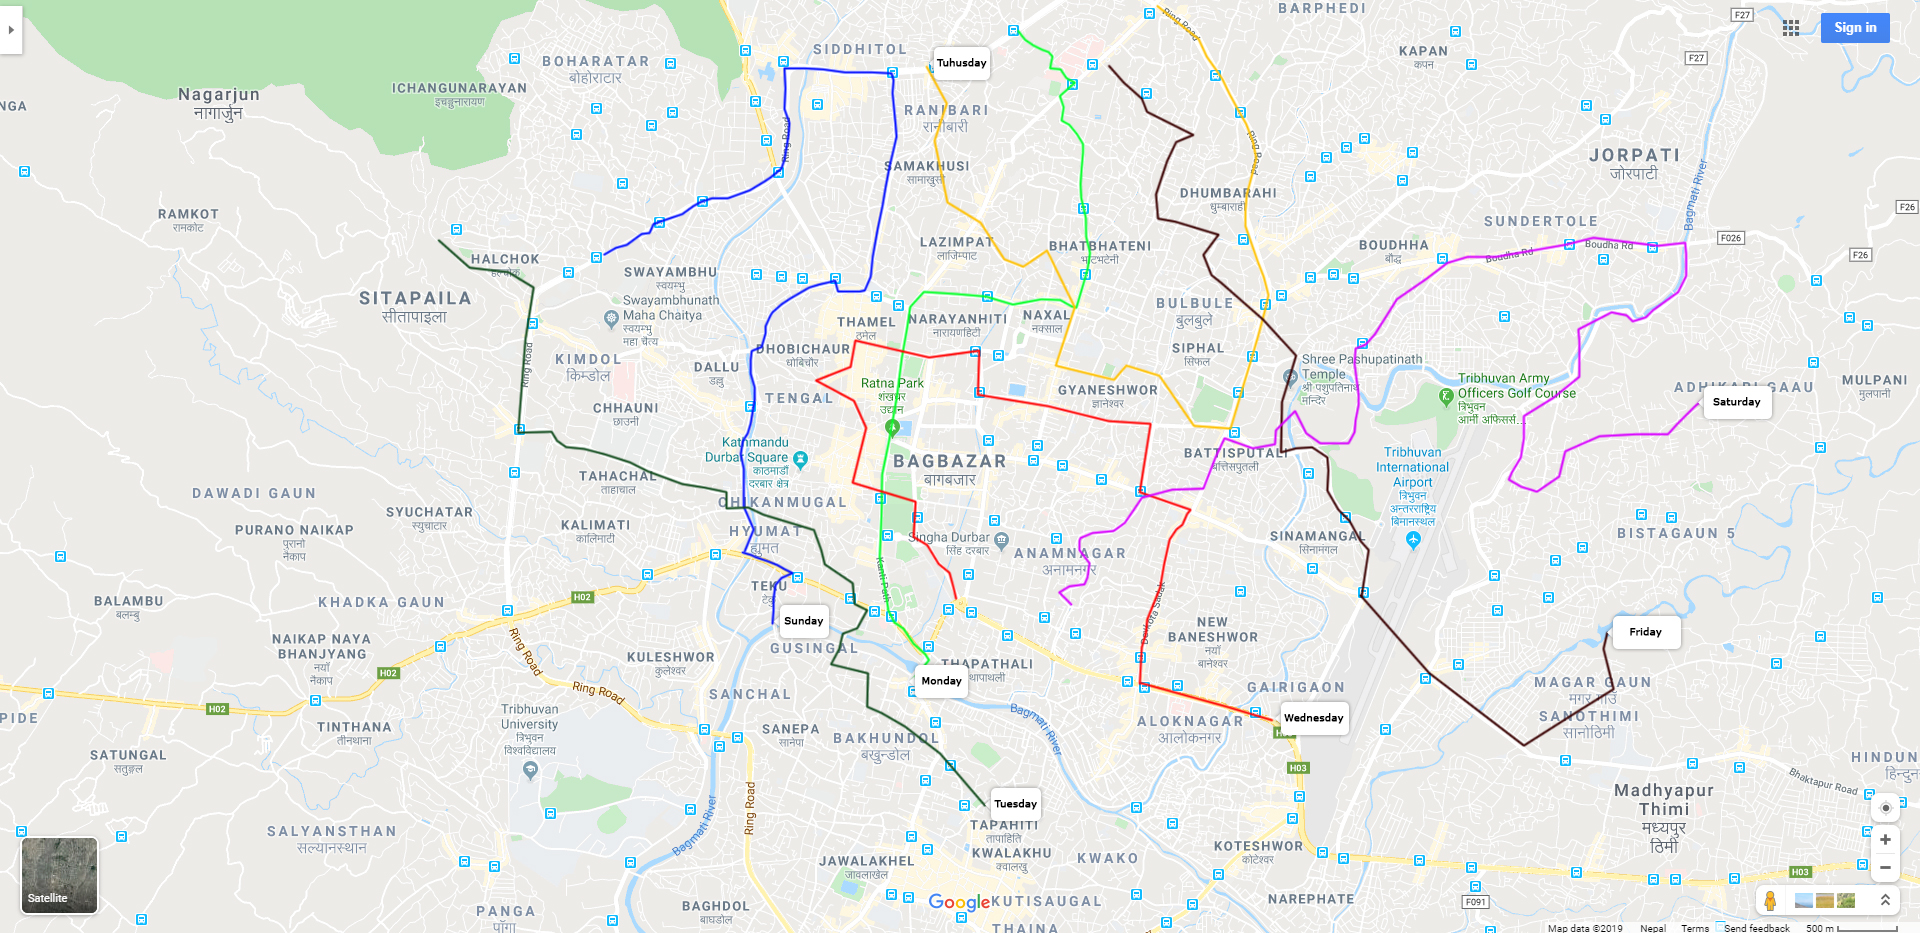 BARPHEDI
F27
Sign in
Ring Road
SIDDHITOL
KAPAN
कपन
BOHARATAR
बोहोराटार
Tuhusday
F27
ICHANGUNARAYAN
इचङ्गुनारायण
Nagarjun
नागार्जुन
RANIBARI
रानीबारी
Ring Road
JORPATI
जोरपाटी
SAMAKHUSI
सामाखुसी
DHUMBARAHI
धुम्बाराही
Bagmati River
RAMKOT
रामकोट
SUNDERTOLE
F26
LAZIMPAT
लाजिम्पाट
BHATBHATENI
भाटभटेनी
BOUDHHA
बौद्ध
Boudha Rd
Boudha Rd
F026
F26
HALCHOK
SWAYAMBHU
स्वयम्भु
SITAPAILA
सीतापाइला
Swayambhunath
Maha Chaitya
स्वयम्भु
महा चैत्य
THAMEL
ठमेल
NARAYANHITI
नारायणहिटी
NAXAL
नक्साल
BULBULE
बुलबुले
KIMDOL
किम्डोल
Ring Road
DHOBICHAUR
धोबिचौर
DALLU
डल्लु
SIPHAL
सिफल
Shree Pashupatinath
Temple
श्री पशुपतिनाथ
मन्दिर
Ratna Park
शंखधर
उद्यान
GYANESHWOR
ज्ञानेश्वर
Tribhuvan Army
Officers Golf Course
त्रिभुवन
आर्मी अफिसर्स...
ADHIKARI GAAU
MULPANI
मुलपानी
Saturday
TENGAL
CHHAUNI
छाउनी
Kathmandu
Durbar Square
काठमाडौं
दरबार क्षेत्र
BAGBAZAR
बागबजार
BATTISPUTALI
बत्तिसपुतली
Tribhuvan
International
Airport
त्रिभुवन
अन्तर्राष्ट्रिय
बिमानस्थल
TAHACHAL
ताहाचाल
DAWADI GAUN
CHIKANMUGAL
SYUCHATAR
स्युचाटार
PURANO NAIKAP
पुरानो
नैकाप
KALIMATI
कालिमाटी
HYUMAT
ह्युमत
Singha Durbar
सिंह दरबार
ANAMNAGAR
अनामनगर
SINAMANGAL
सिनामंगल
BISTAGAUN 5
Kanti Path
TEKU
BALAMBU
बलम्बु
KHADKA GAUN
H02
Devkota Sadak
Sunday
NEW
BANESHWOR
नयाँ
बानेश्वर
Friday
NAIKAP NAYA
BHANJYANG
नयाँ
नैकाप
H02
Ring Road
KULESHWOR
कुलेश्वर
GUSINGAL
THAPATHALI
थापाथली
Monday
Ring Road
SANCHAL
GAIRIGAON
MAGAR GAUN
मगर गाउँ
H02
PIDE
TINTHANA
तीनथाना
Tribhuvan
University
त्रिभुवन
विश्वविद्यालय
SANEPA
सानेपा
BAKHUNDOL
बखुन्डोल
Bagmati River
ALOKNAGAR
आलोकनगर
Wednesday
SANOTHIMI
सानोठिमी
SATUNGAL
सतुङ्गल
HINDUN
हिन्दुन
H03
Bhaktapur Road
Madhyapur
Thimi
मध्यपुर
ठिमी
Tuesday
Ring Road
Bagmati River
SALYANSTHAN
सल्यानस्थान
TAPAHITI
तापाहिति
KWALAKHU
क्वालखु
JAWALAKHEL
जावलाखेल
KWAKO
KOTESHWOR
कोटेश्वर
H03
Satellite
BAGHDOL
बाघडोल
Google
KUTISAUGAL
NAREPHATE
F091
PANGA
पाँगा
THAINA
Map data ©2019 Nepal Terms Send feedback 500 m